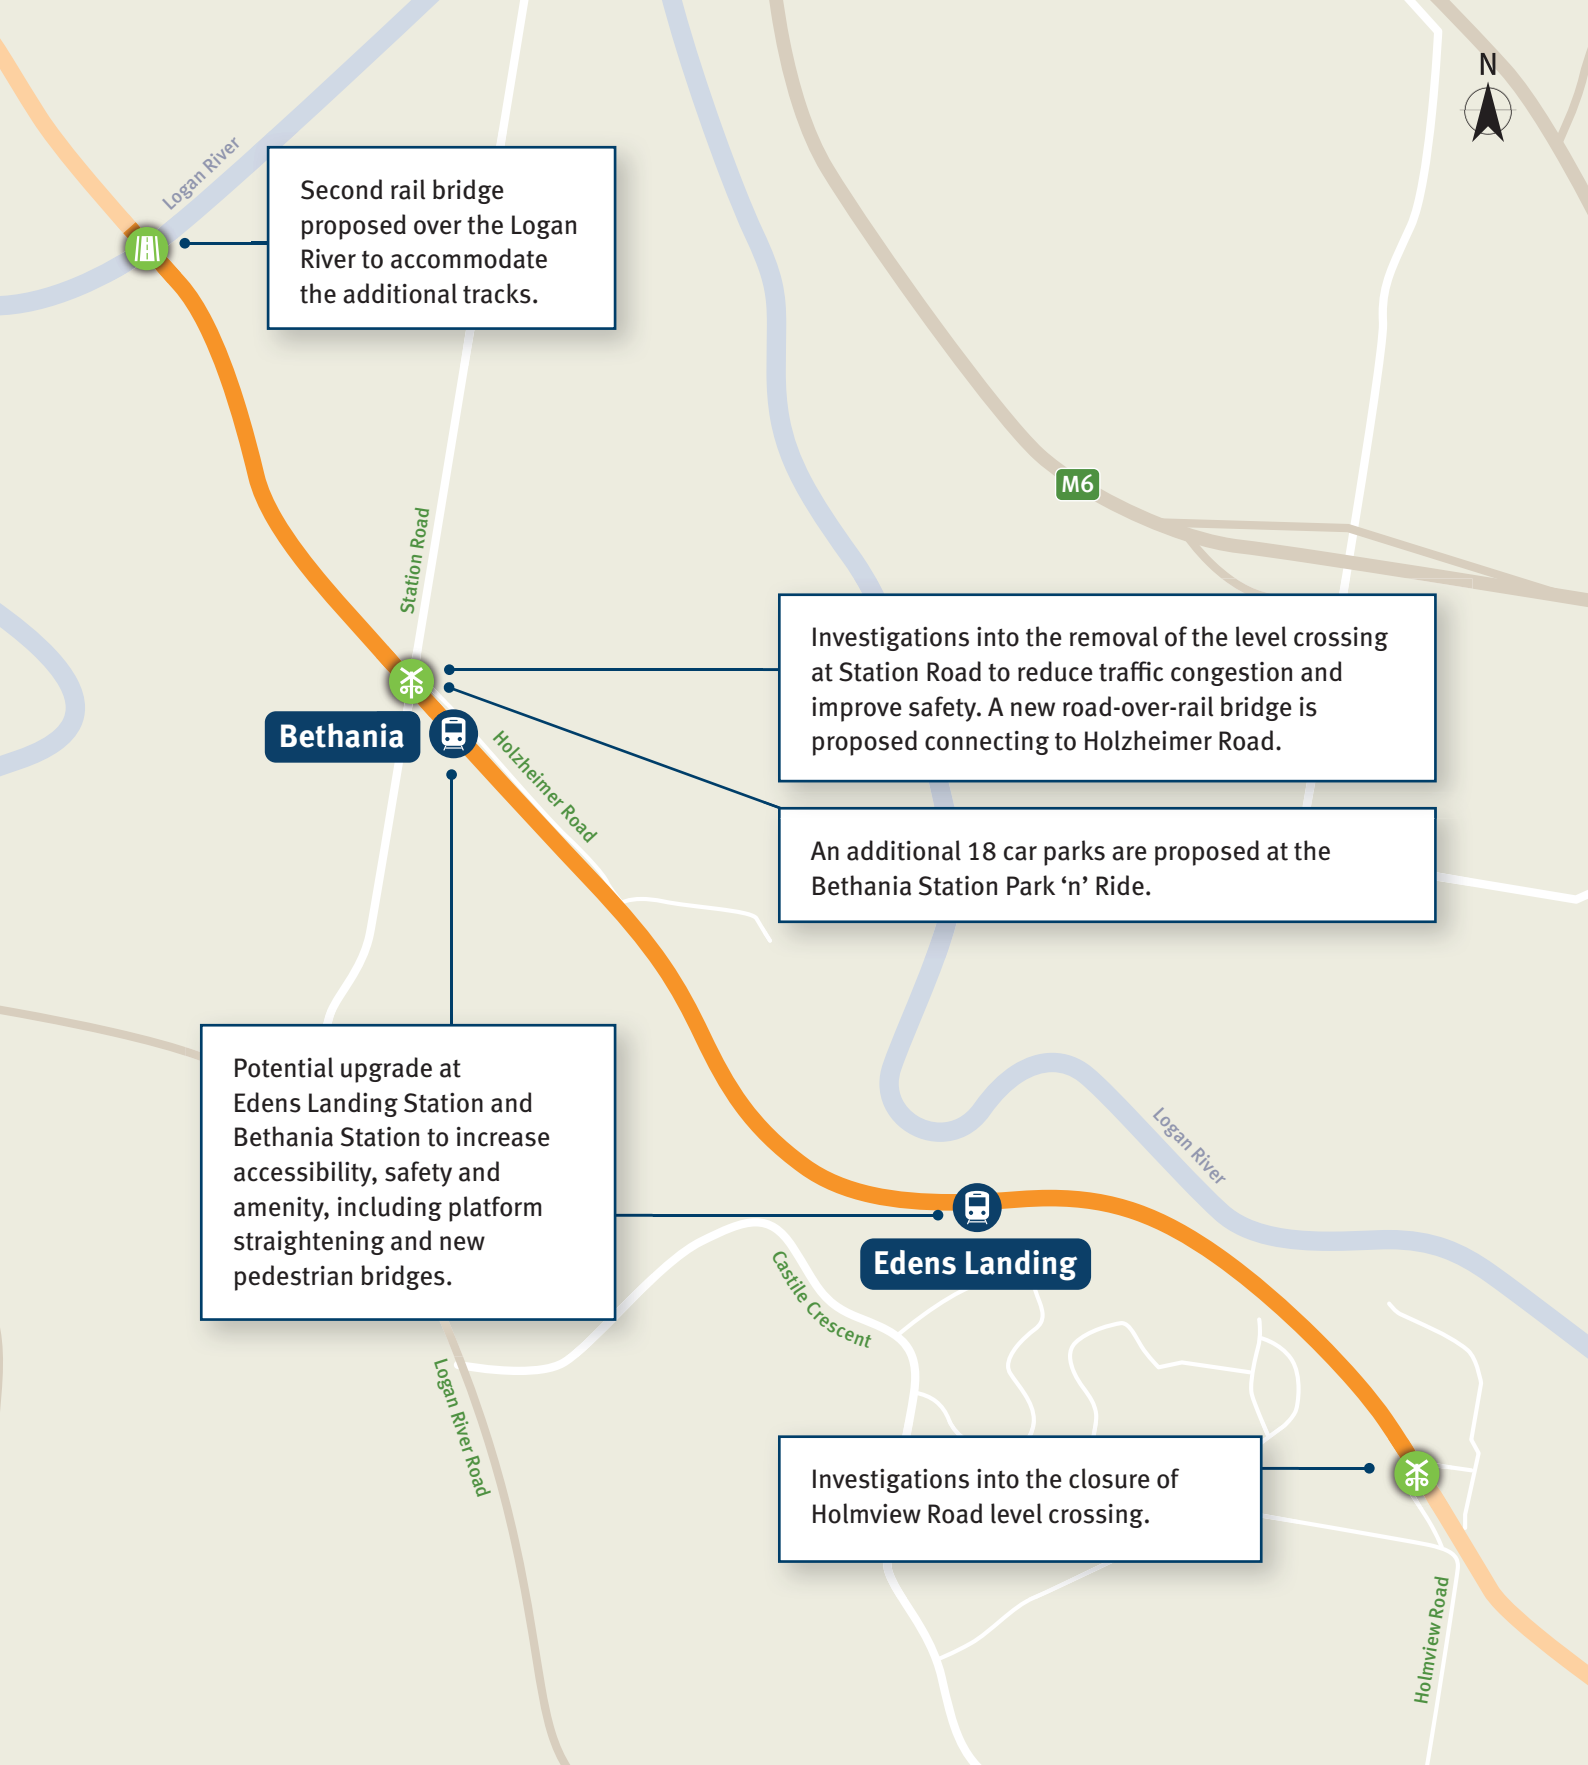 N
Logan River
Second rail bridge
proposed over the Logan
River to accommodate
the additional tracks.
M6
Station Road
Investigations into the removal of the level crossing
at Station Road to reduce traffic congestion and
improve safety. A new road-over-rail bridge is
proposed connecting to Holzheimer Road.
Bethania
Holzheimer Road
An additional 18 car parks are proposed at the
Bethania Station Park ‘n’ Ride.
Potential upgrade at
Edens Landing Station and
Bethania Station to increase
accessibility, safety and
amenity, including platform
straightening and new
pedestrian bridges.
Logan River
Edens Landing
Castile Crescent
Logan River Road
Investigations into the closure of
Holmview Road level crossing.
Holmview Road